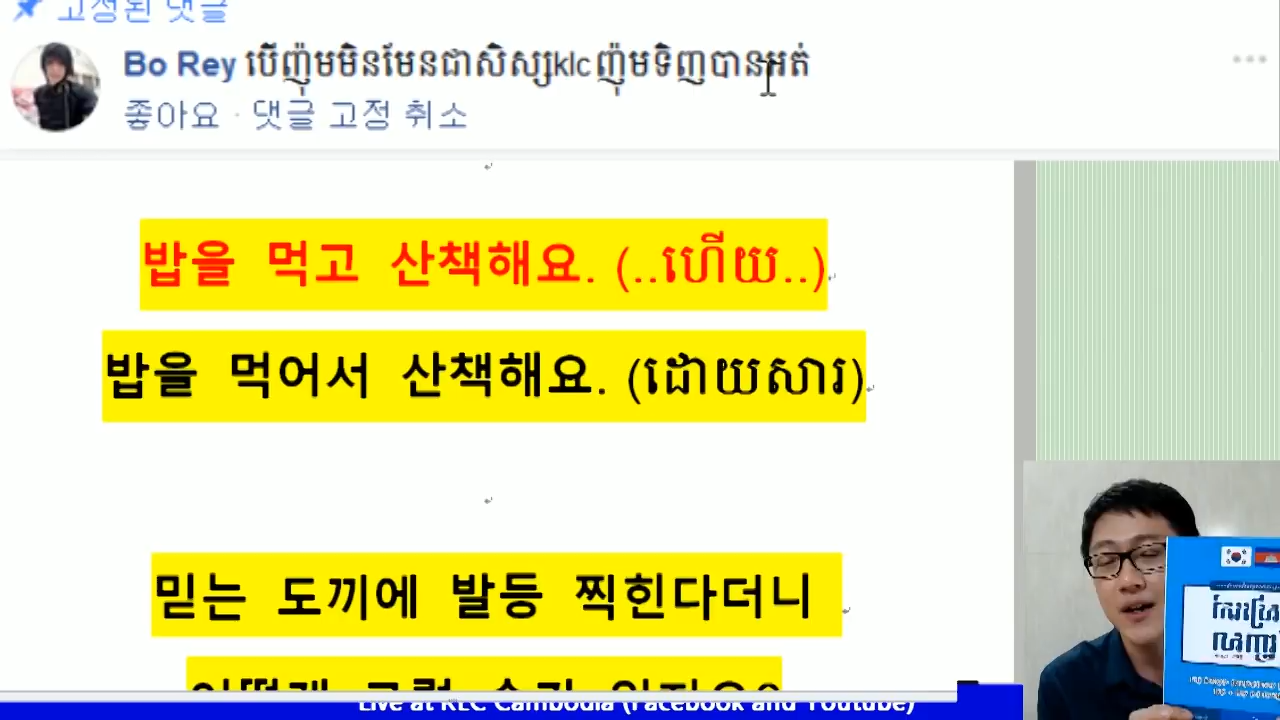 고정된 댓글
Bo Rey បើញ៉ុមមិនមែនជាសិស្សklcញ៉ុមទិញបានអត់
좋아요 · 댓글 고정 취소
밥을 먹고 산책해요. (..ហើយ..)
밥을 먹어서 산책해요. (ដោយសារ)
믿는 도끼에 발등 찍힌다더니
Live at KLC Cambodia (Facebook and Youtube)